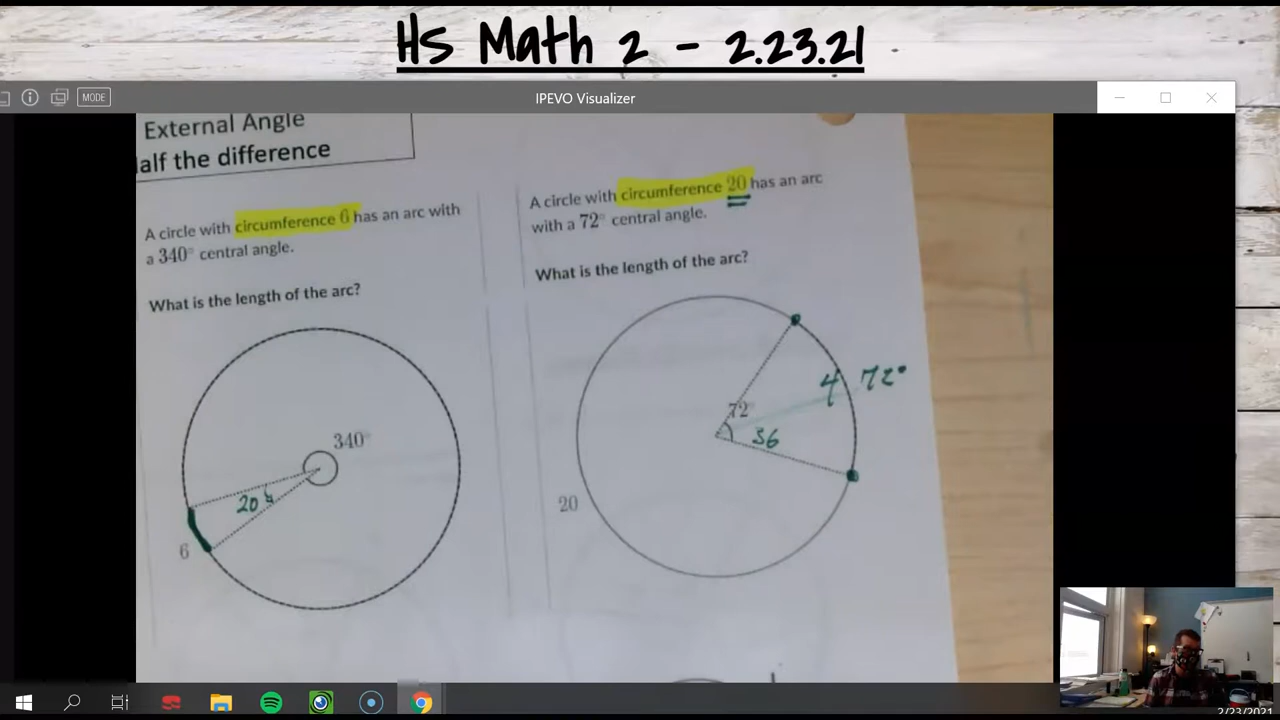 HS Math 2 - 2.23.21
MODE
IPEVO Visualizer
External Angle
alf the difference
A circle with circumference 6 has an arc with
a 340° central angle.
What is the length of the arc?
340°
20
6
A circle with circumference 20 has an arc
with a 72° central angle.
What is the length of the arc?
4 72°
72°
36
20
2/23/2021